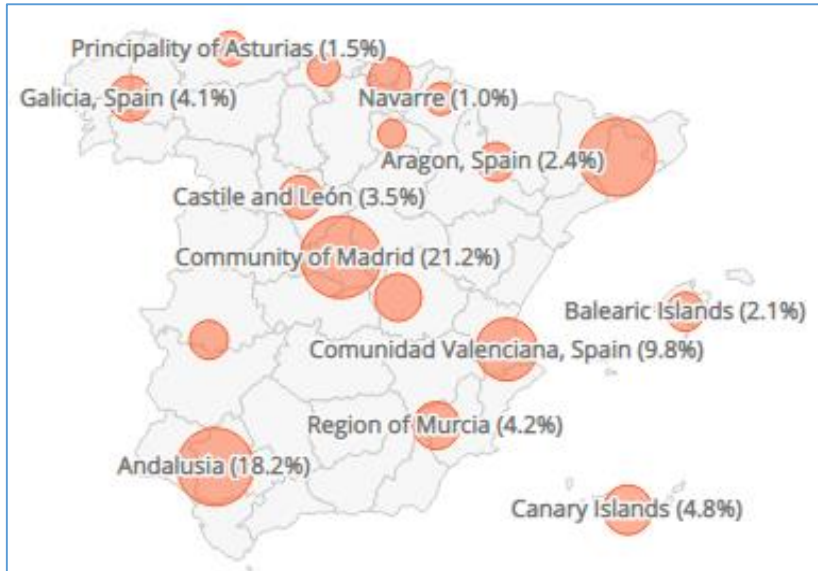 Principality of Asturias (1.5%)
Galicia, Spain (4.1%)
Navarre (1.0%)
Aragon, Spain (2.4%)
Castile and León (3.5%)
Community of Madrid (21.2%)
Balearic Islands (2.1%)
Comunidad Valenciana, Spain (9.8%)
Region of Murcia (4.2%)
Andalusia (18.2%)
Canary Islands (4.8%)